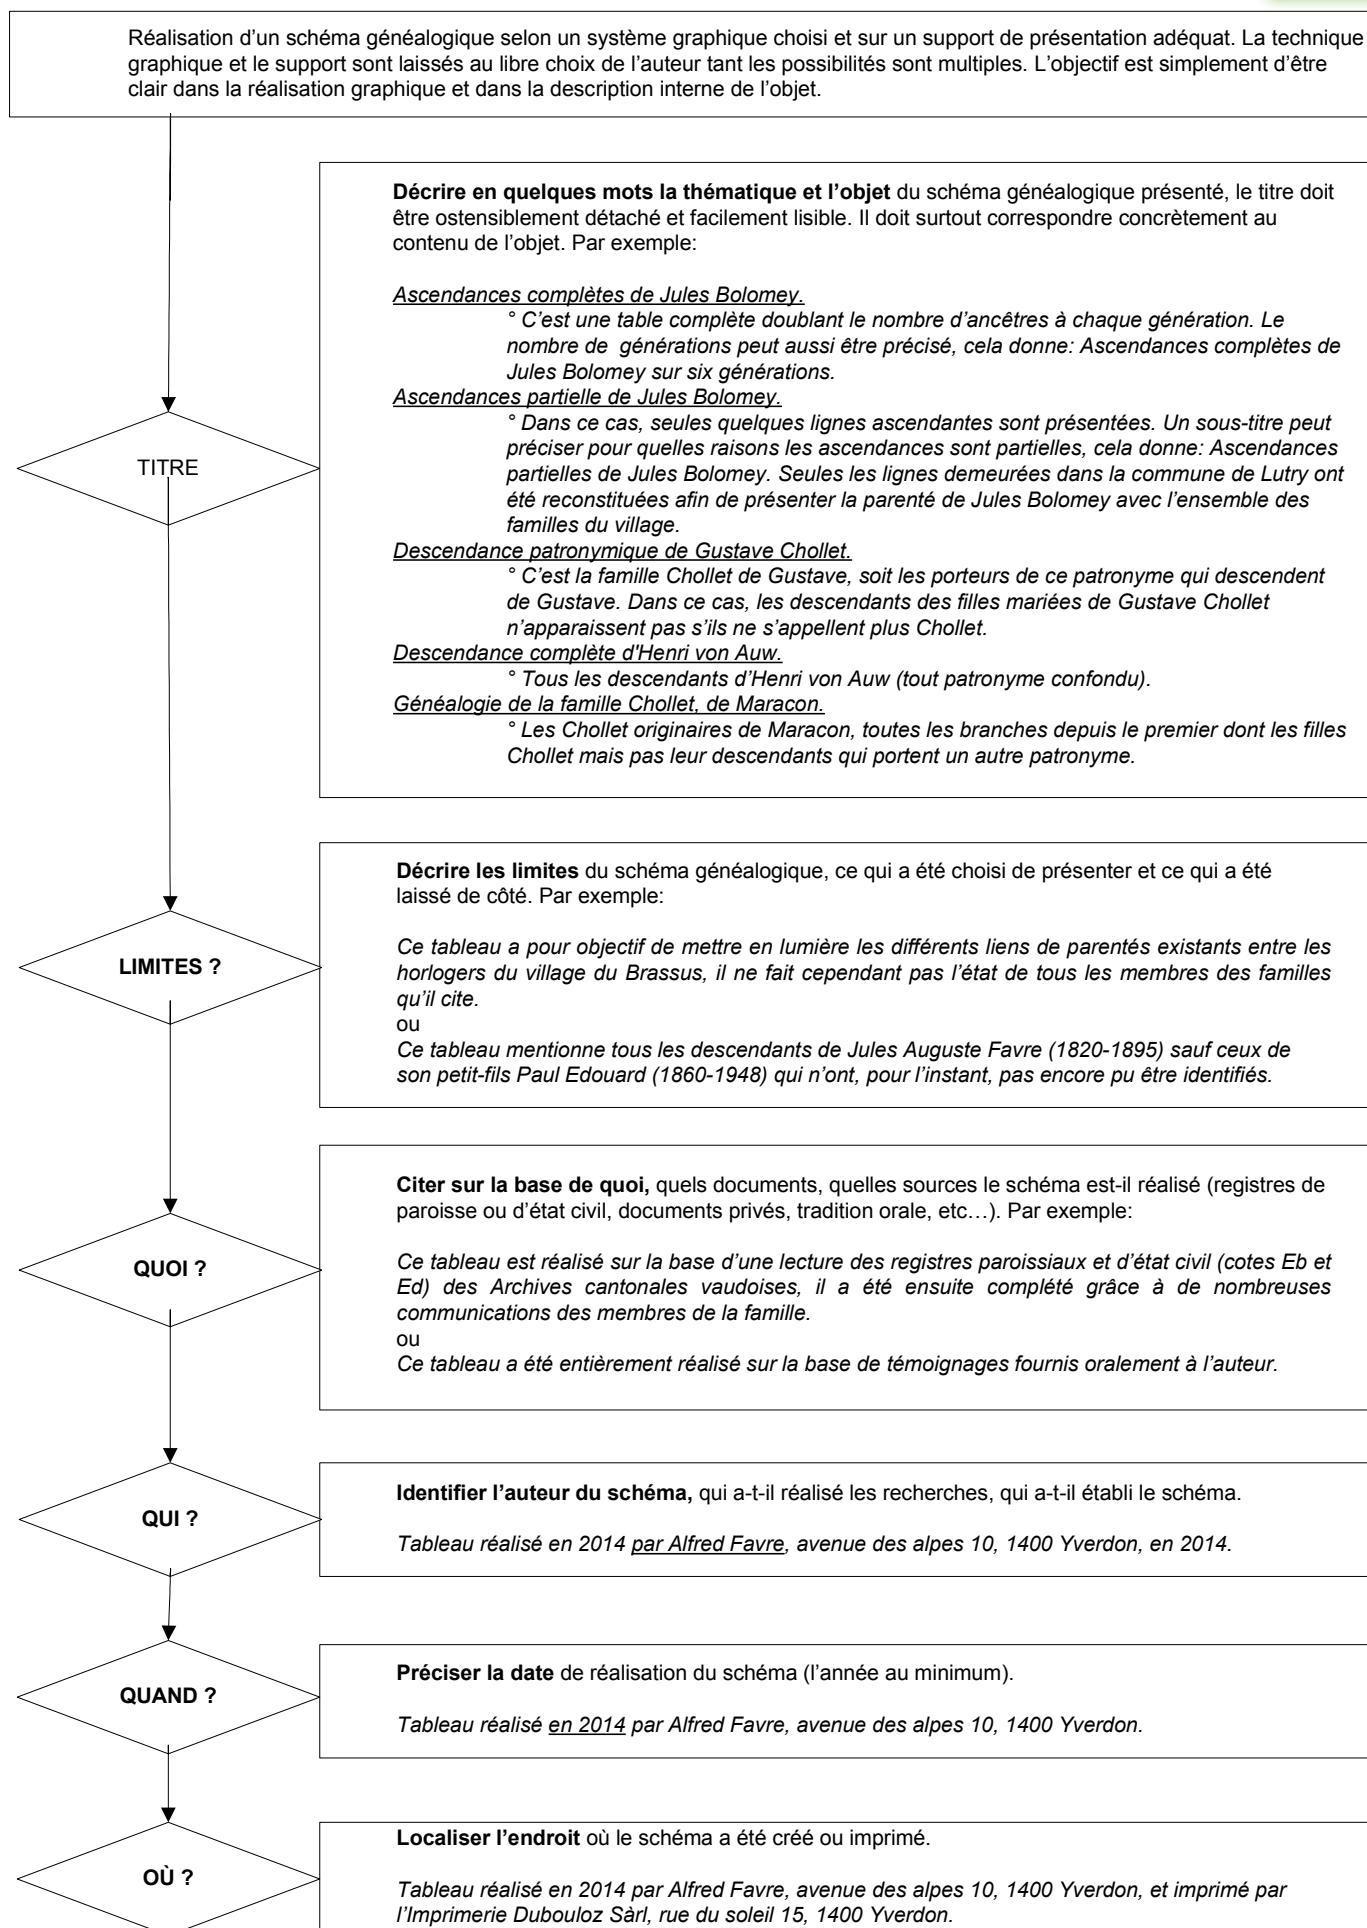 Réalisation d'un schéma généalogique selon un système graphique choisi et sur un support de présentation adéquat. La technique
graphique et le support sont laissés au libre choix de l'auteur tant les possibilités sont multiples. L'objectif est simplement d'être
clair dans la réalisation graphique et dans la description interne de l'objet.
TITRE
Décrire en quelques mots la thématique et l'objet du schéma généalogique présenté, le titre doit
être ostensiblement détaché et facilement lisible. Il doit surtout correspondre concrètement au
contenu de l'objet. Par exemple:
Ascendances complètes de Jules Bolomey.
° C'est une table complète doublant le nombre d'ancêtres à chaque génération. Le
nombre de  générations peut aussi être précisé, cela donne: Ascendances complètes de
Jules Bolomey sur six générations.
Ascendances partielle de Jules Bolomey.
° Dans ce cas, seules quelques lignes ascendantes sont présentées. Un sous-titre peut
préciser pour quelles raisons les ascendances sont partielles, cela donne: Ascendances
partielles de Jules Bolomey. Seules les lignes demeurées dans la commune de Lutry ont
été reconstituées afin de présenter la parenté de Jules Bolomey avec l'ensemble des
familles du village.
Descendance patronymique de Gustave Chollet.
° C'est la famille Chollet de Gustave, soit les porteurs de ce patronyme qui descendent
de Gustave. Dans ce cas, les descendants des filles mariées de Gustave Chollet
n'apparaissent pas s'ils ne s'appellent plus Chollet.
Descendance complète d'Henri von Auw.
° Tous les descendants d'Henri von Auw (tout patronyme confondu).
Généalogie de la famille Chollet, de Maracon.
° Les Chollet originaires de Maracon, toutes les branches depuis le premier dont les filles
Chollet mais pas leur descendants qui portent un autre patronyme.
LIMITES ?
Décrire les limites du schéma généalogique, ce qui a été choisi de présenter et ce qui a été
laissé de côté. Par exemple:
Ce tableau a pour objectif de mettre en lumière les différents liens de parentés existants entre les
horlogers du village du Brassus, il ne fait cependant pas l'état de tous les membres des familles
qu'il cite.
ou
Ce tableau mentionne tous les descendants de Jules Auguste Favre (1820-1895) sauf ceux de
son petit-fils Paul Edouard (1860-1948) qui n'ont, pour l'instant, pas encore pu être identifiés.
QUOI ?
Citer sur la base de quoi, quels documents, quelles sources le schéma est-il réalisé (registres de
paroisse ou d'état civil, documents privés, tradition orale, etc…). Par exemple:
Ce tableau est réalisé sur la base d'une lecture des registres paroissiaux et d'état civil (cotes Eb et
Ed) des Archives cantonales vaudoises, il a été ensuite complété grâce à de nombreuses
communications des membres de la famille.
ou
Ce tableau a été entièrement réalisé sur la base de témoignages fournis oralement à l'auteur.
QUI ?
Identifier l'auteur du schéma, qui a-t-il réalisé les recherches, qui a-t-il établi le schéma.
Tableau réalisé en 2014 par Alfred Favre, avenue des alpes 10, 1400 Yverdon, en 2014.
QUAND ?
Préciser la date de réalisation du schéma (l'année au minimum).
Tableau réalisé en 2014 par Alfred Favre, avenue des alpes 10, 1400 Yverdon.
OÙ ?
Localiser l'endroit où le schéma a été créé ou imprimé.
Tableau réalisé en 2014 par Alfred Favre, avenue des alpes 10, 1400 Yverdon, et imprimé par
l'Imprimerie Dubouloz Sàrl, rue du soleil 15, 1400 Yverdon.